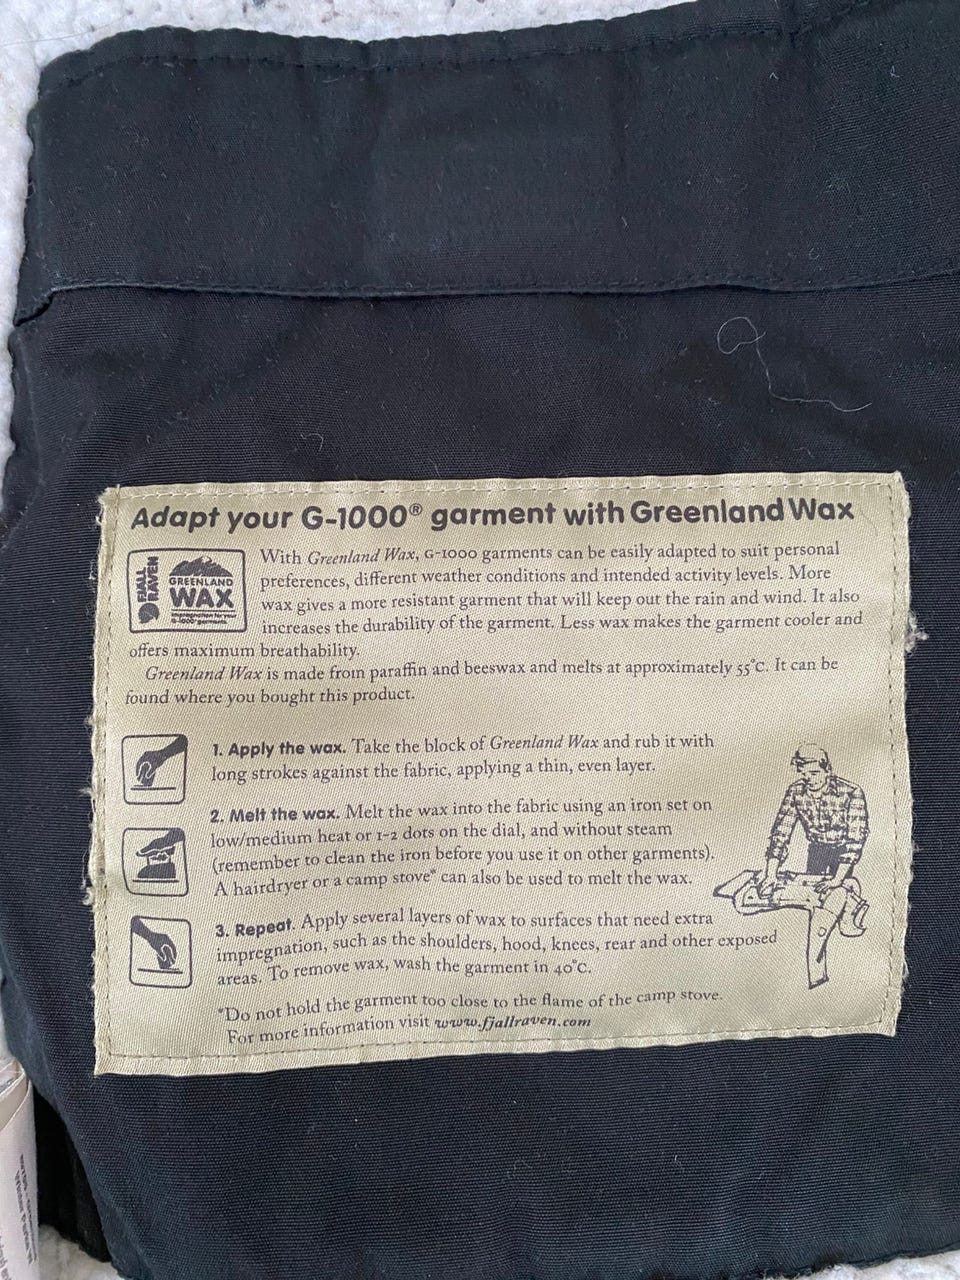 Adapt your G-1000® garment with Greenland Wax
FJÄLL
RÄVEN
GREENLAND
WAX
Impregnation for your
G-1000® garments
With Greenland Wax, G-1000 garments can be easily adapted to suit personal
preferences, different weather conditions and intended activity levels. More
wax gives a more resistant garment that will keep out the rain and wind. It also
increases the durability of the garment. Less wax makes the garment cooler and
offers maximum breathability.
Greenland Wax is made from paraffin and beeswax and melts at approximately 55°C. It can be
found where you bought this product.
1. Apply the wax. Take the block of Greenland Wax and rub it with
long strokes against the fabric, applying a thin, even layer.
2. Melt the wax. Melt the wax into the fabric using an iron set on
low/medium heat or 1-2 dots on the dial, and without steam
(remember to clean the iron before you use it on other garments).
A hairdryer or a camp stove* can also be used to melt the wax.
3. Repeat. Apply several layers of wax to surfaces that need extra
impregnation, such as the shoulders, hood, knees, rear and other exposed
areas. To remove wax, wash the garment in 40°C.
*Do not hold the garment too close to the flame of the camp stove.
For more information visit www.fjallraven.com